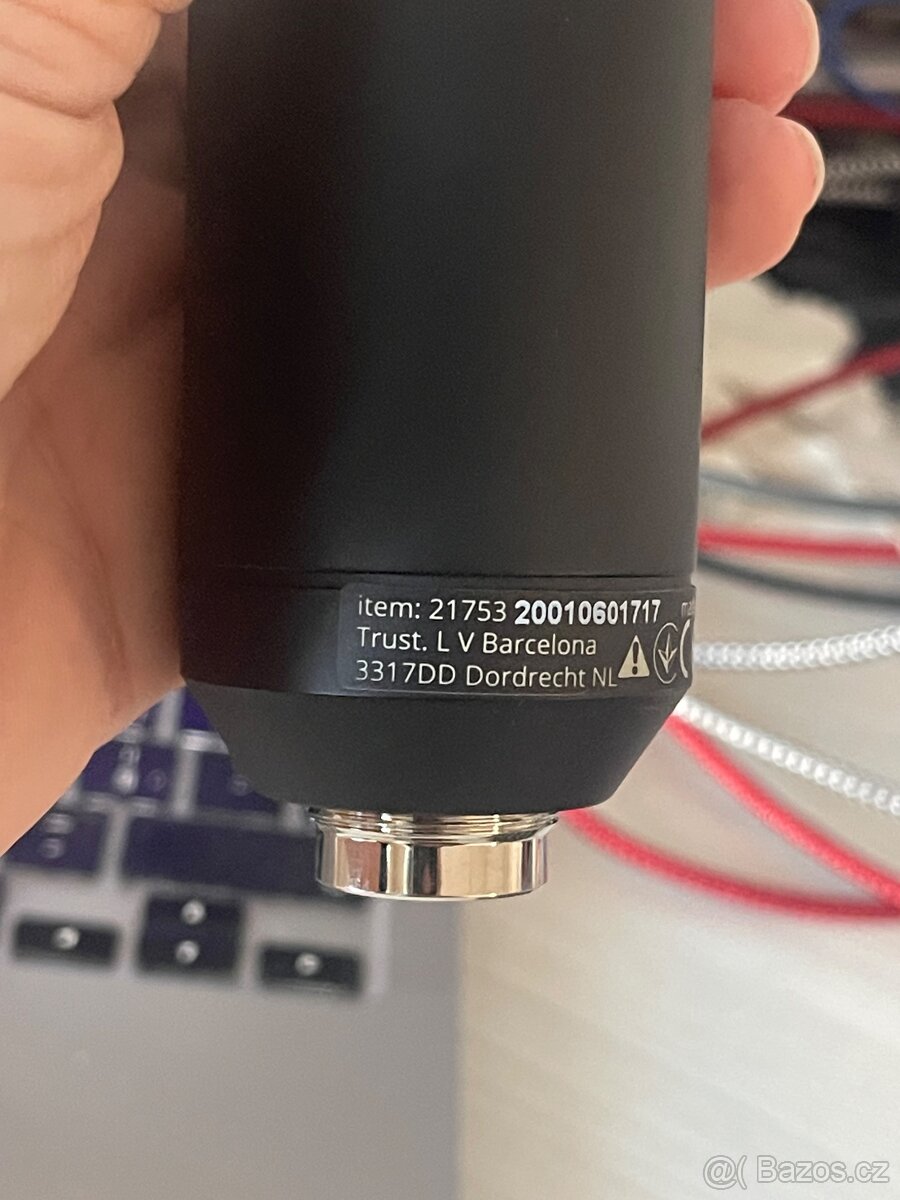 item: 21753 20010601717
Trust. L V Barcelona
3317DD Dordrecht NL
@( Bazos.cz